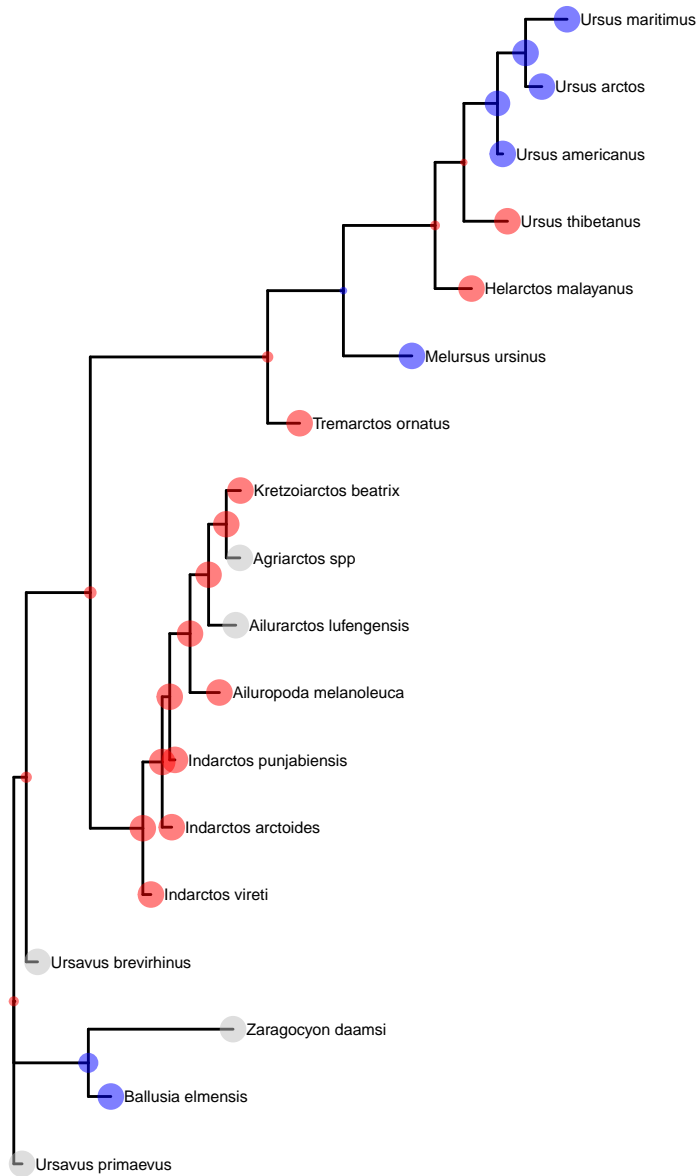 Ursus maritimus
Ursus arctos
Ursus americanus
Ursus thibetanus
Helarctos malayanus
Melursus ursinus
Tremarctos ornatus
Kretzoiarctos beatrix
Agriarctos spp
Ailurarctos lufengensis
Ailuropoda melanoleuca
Indarctos punjabiensis
Indarctos arctoides
Indarctos vireti
Ursavus brevirhinus
Zaragocyon daamsi
Ballusia elmensis
Ursavus primaevus